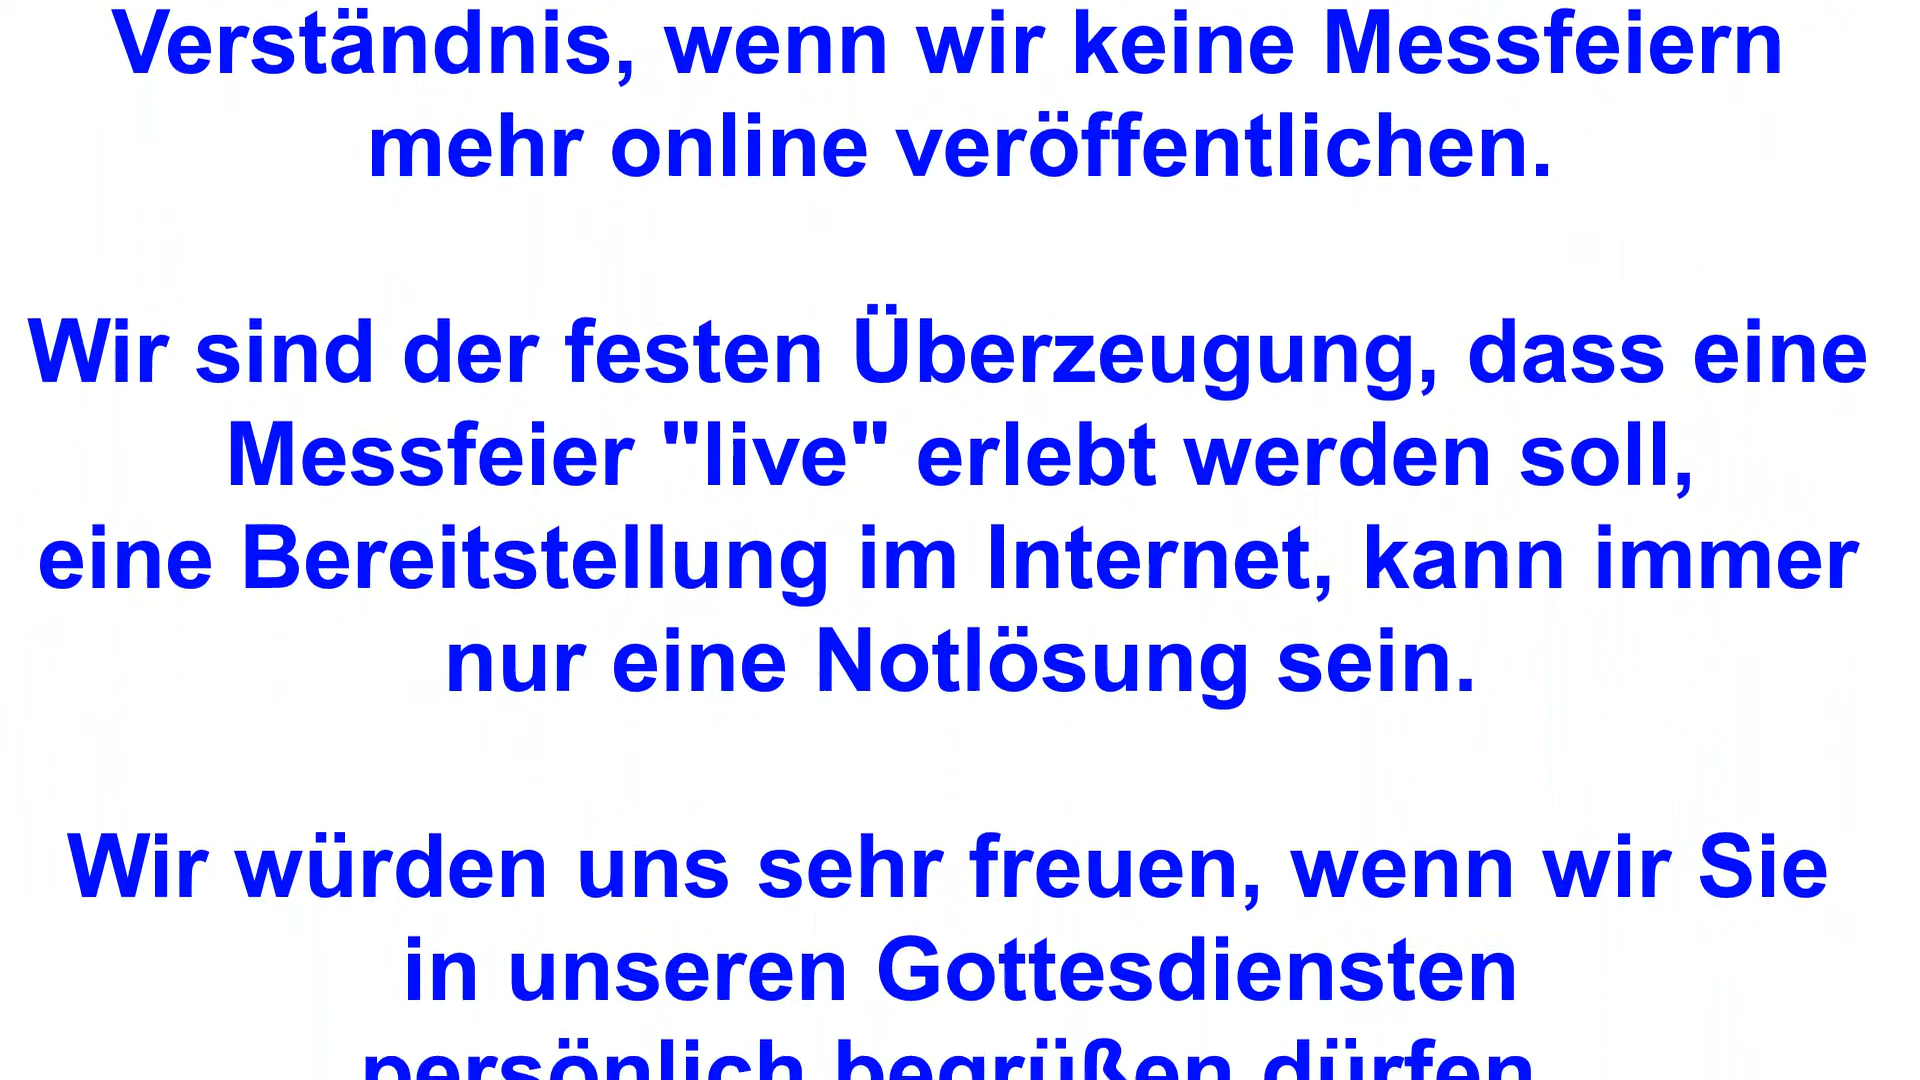 Verständnis, wenn wir keine Messfeiern
mehr online veröffentlichen.
Wir sind der festen Überzeugung, dass eine
Messfeier "live" erlebt werden soll,
eine Bereitstellung im Internet, kann immer
nur eine Notlösung sein.
Wir würden uns sehr freuen, wenn wir Sie
in unseren Gottesdiensten
persönlich begrüßen dürfen